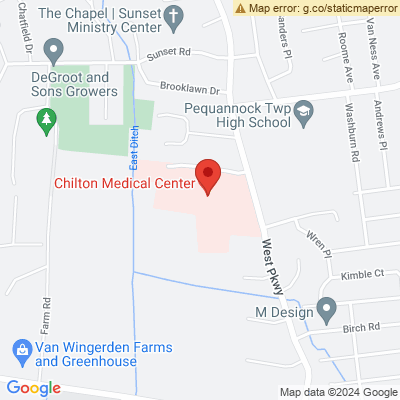 Map error: g.co/staticmaperror
The Chapel | Sunset
Ministry Center
Chatfield Dr
Sunset Rd
Sanders Pl
Roome Ave
Van Ness Ave
DeGroot and
Sons Growers
Brooklawn Dr
Pequannock Twp
High School
Washburn Rd
Andrews Pl
East Ditch
Chilton Medical Center
West Pkwy
Wren Pl
Kimble Ct
Farm Rd
M Design
Birch Rd
Van Wingerden Farms
and Greenhouse
Google
Map data ©2024 Google